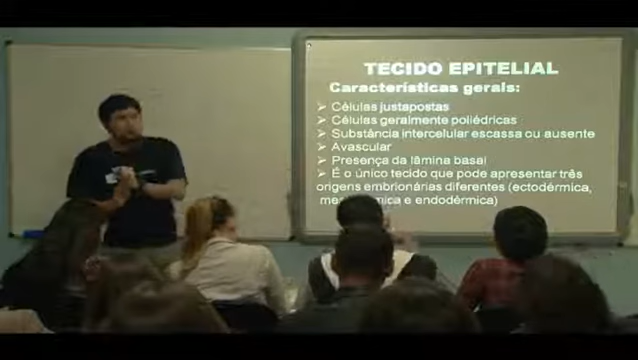 TECIDO EPITELIAL
Características gerais:
➢ Células justapostas
➢ Células geralmente poliédricas
➢ Substância intercelular escassa ou ausente
➢ Avascular
➢ Presença da lâmina basal
➢ É o único tecido que pode apresentar três
origens embrionárias diferentes (ectodérmica,
e endodérmica)